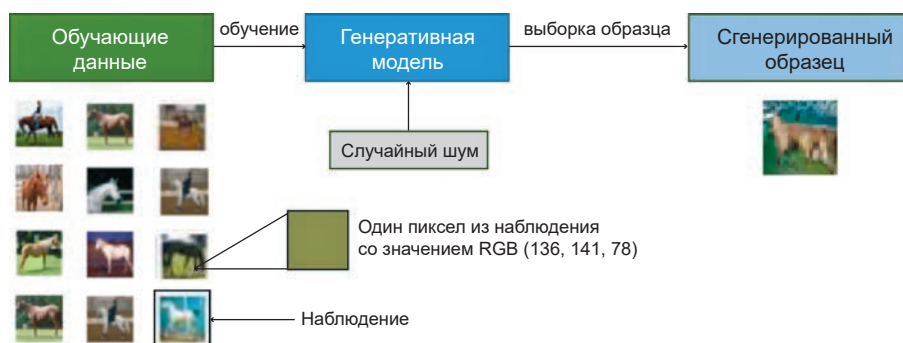 Обучающие
данные
обучение
Генеративная
модель
выборка образца
Сгенерированный
образец
Случайный шум
Один пиксел из наблюдения
со значением RGB (136, 141, 78)
Наблюдение